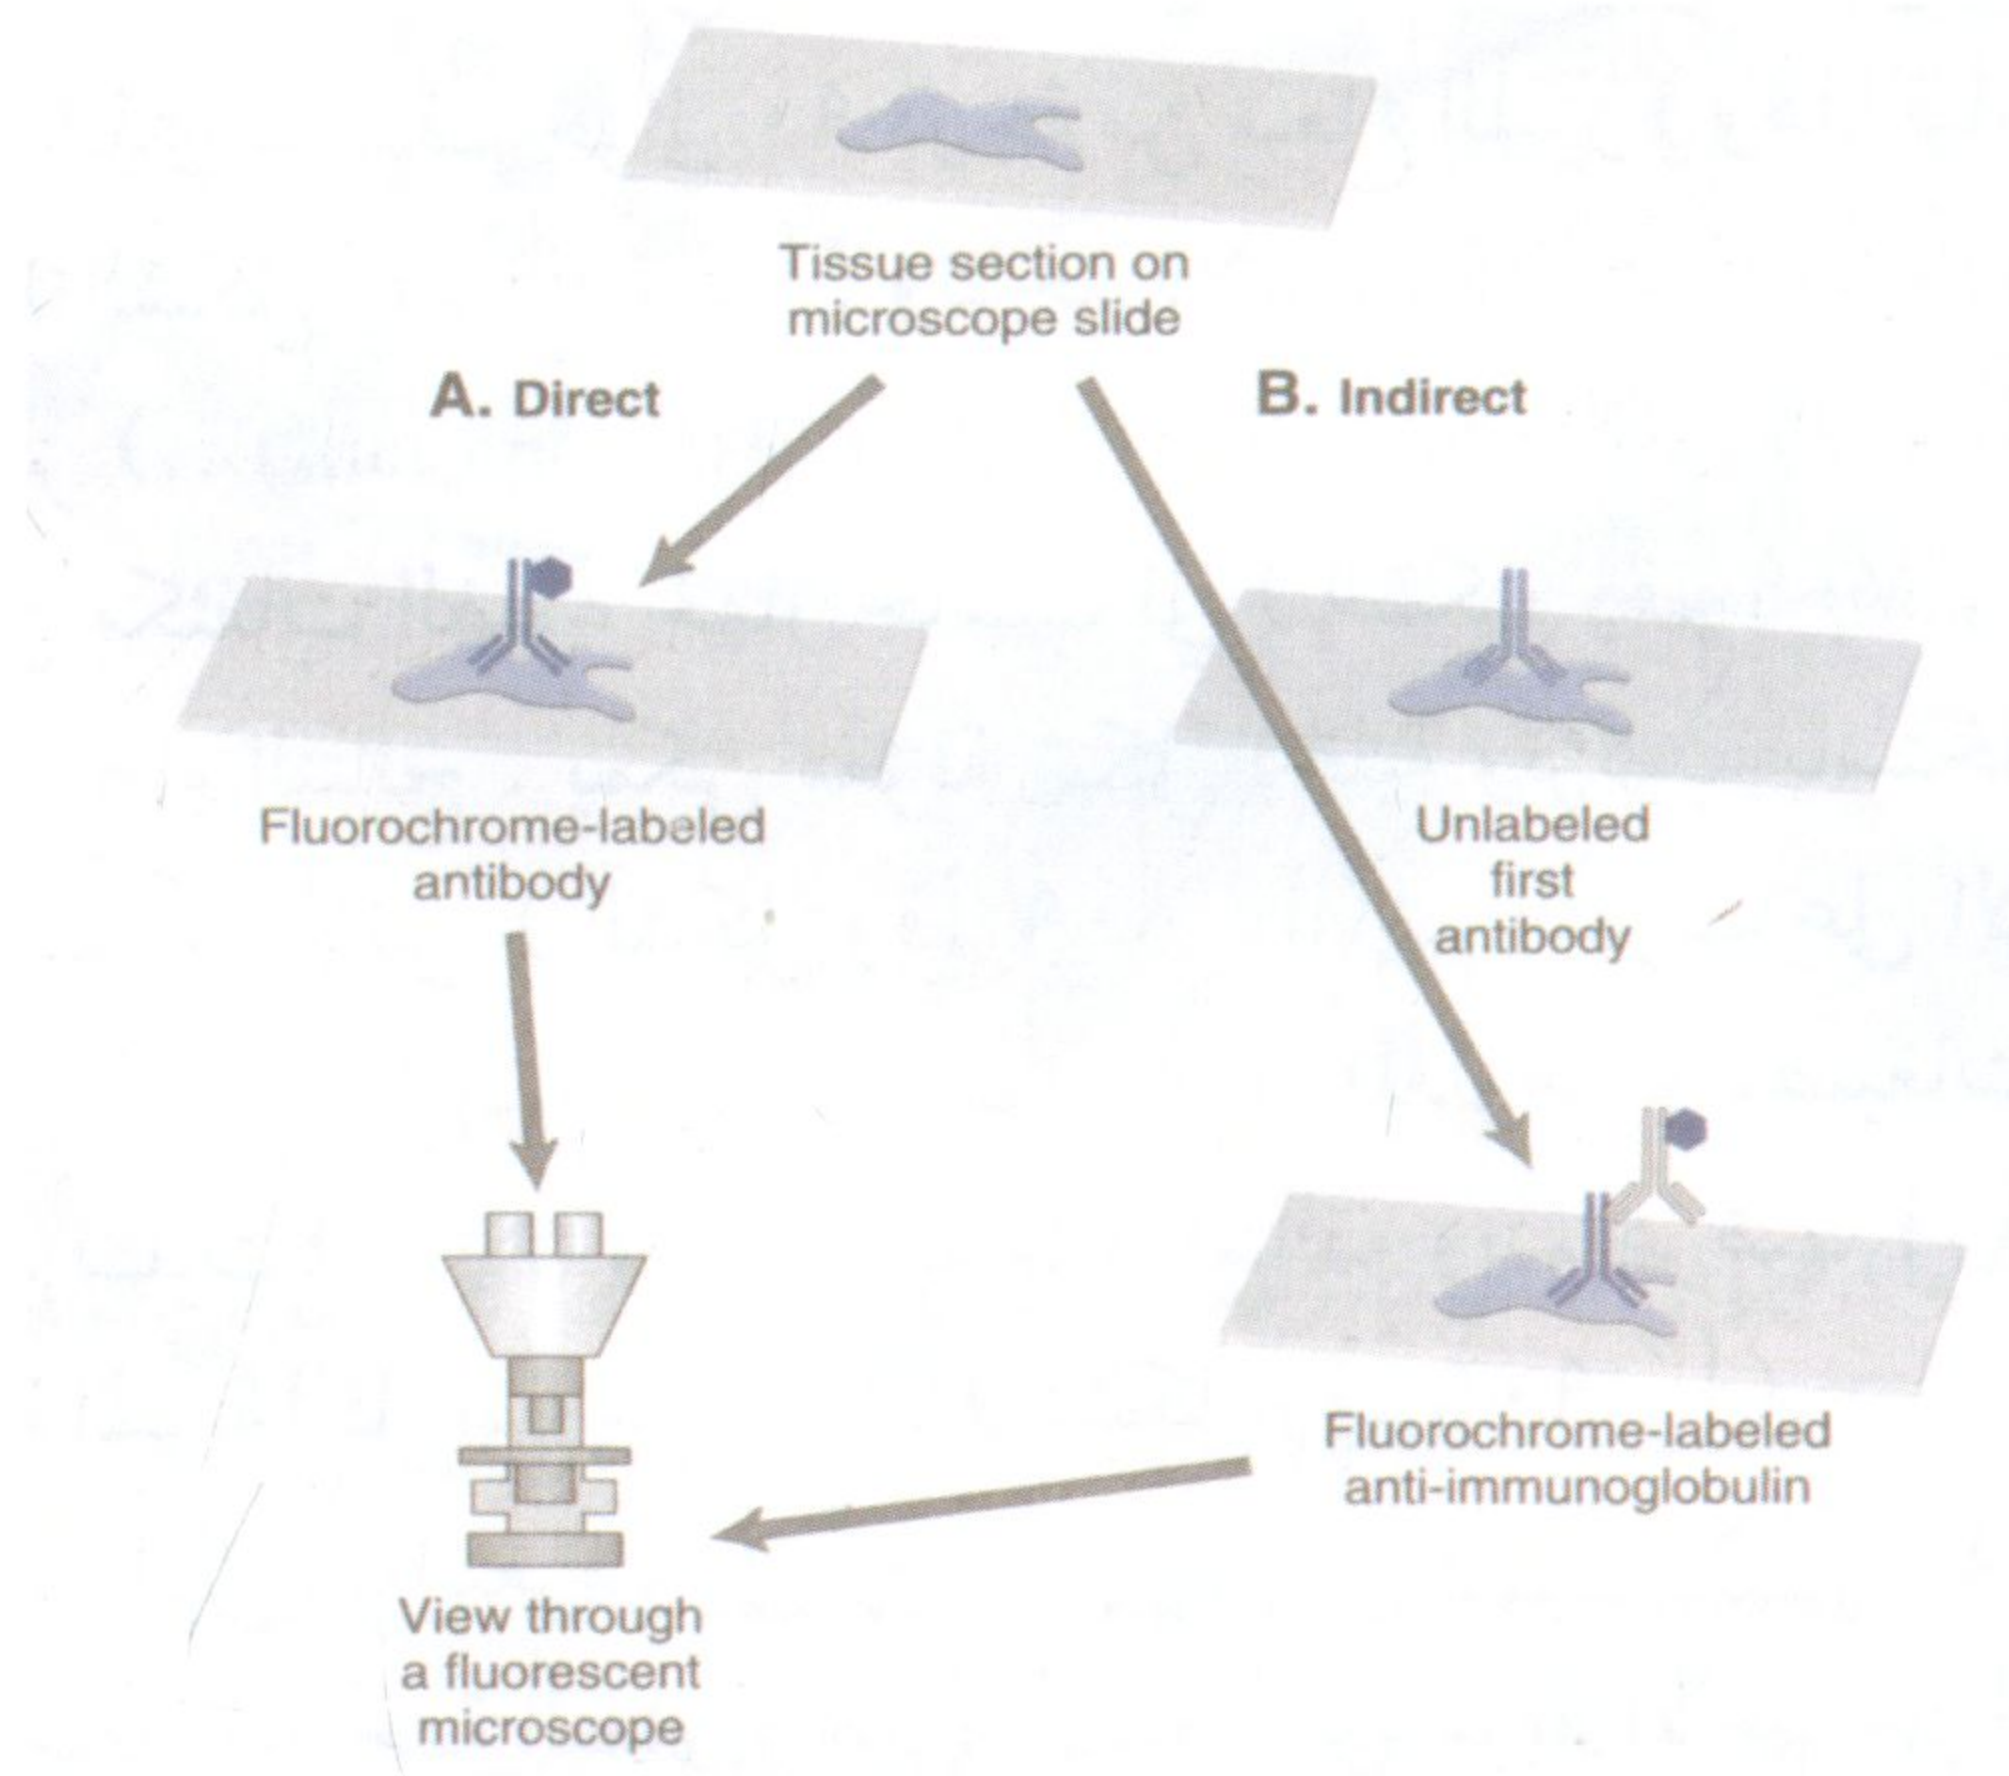 Tissue section on
microscope slide
A. Direct
B. Indirect
Fluorochrome-labeled
antibody
Unlabeled
first
antibody
Fluorochrome-labeled
anti-immunoglobulin
View through
a fluorescent
microscope